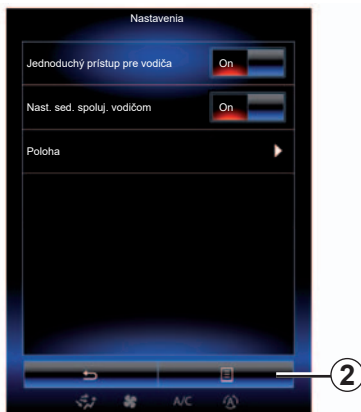 Nastavenia
Jednoduchý prístup pre vodiča On
Nast. sed. spoluj. vodičom On
Poloha
2
A/C